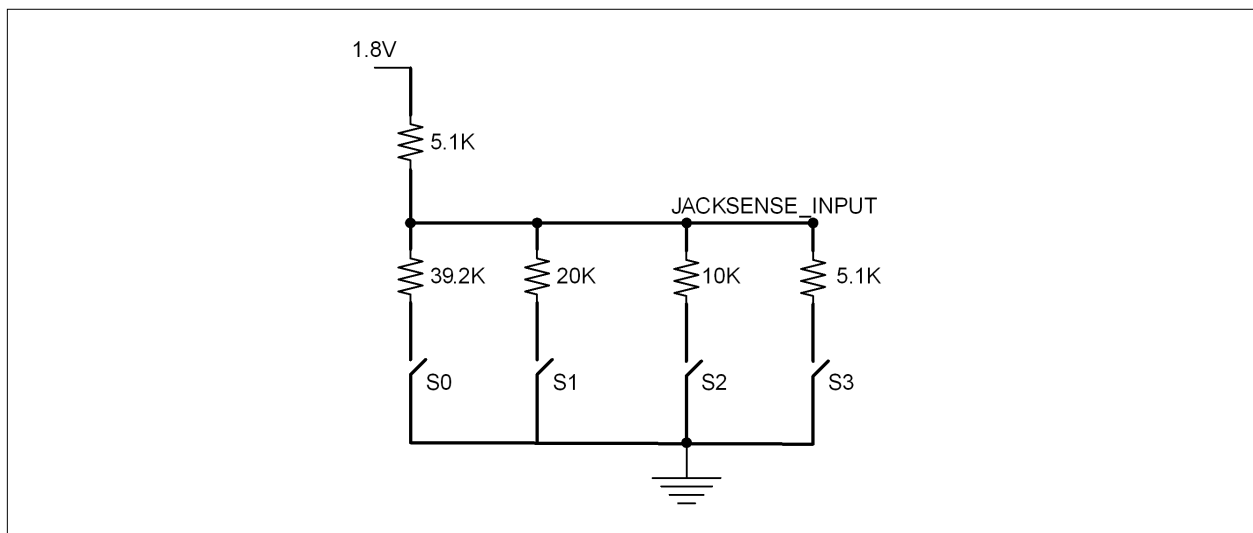 1.8V
5.1K
JACKSENSE_INPUT
39.2K
20K
10K
5.1K
S0
S1
S2
S3